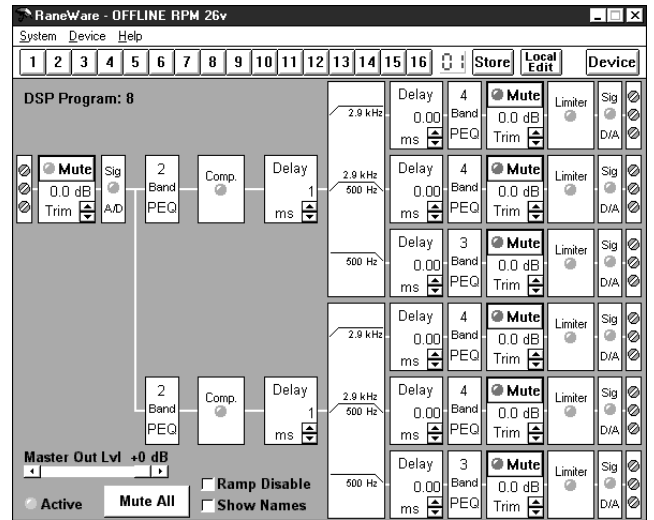 RaneWare - OFFLINE RPM 26v
System Device Help
1 2 3 4 5 6 7 8 9 10 11 12 13 14 15 16 01 Store Local Edit Device
DSP Program: 8
2.9 kHz
Delay 0.00 ms
4 Band PEQ
Mute 0.0 dB Trim
Limiter
Sig D/A
Mute 0.0 dB Trim
Sig A/D
2 Band PEQ
Comp.
Delay 1 ms
2.9 kHz
500 Hz
Delay 0.00 ms
4 Band PEQ
Mute 0.0 dB Trim
Limiter
Sig D/A
500 Hz
Delay 0.00 ms
3 Band PEQ
Mute 0.0 dB Trim
Limiter
Sig D/A
2.9 kHz
Delay 0.00 ms
4 Band PEQ
Mute 0.0 dB Trim
Limiter
Sig D/A
2 Band PEQ
Comp.
Delay 1 ms
2.9 kHz
500 Hz
Delay 0.00 ms
4 Band PEQ
Mute 0.0 dB Trim
Limiter
Sig D/A
500 Hz
Delay 0.00 ms
3 Band PEQ
Mute 0.0 dB Trim
Limiter
Sig D/A
Master Out Lvl +0 dB
Active
Mute All
Ramp Disable
Show Names